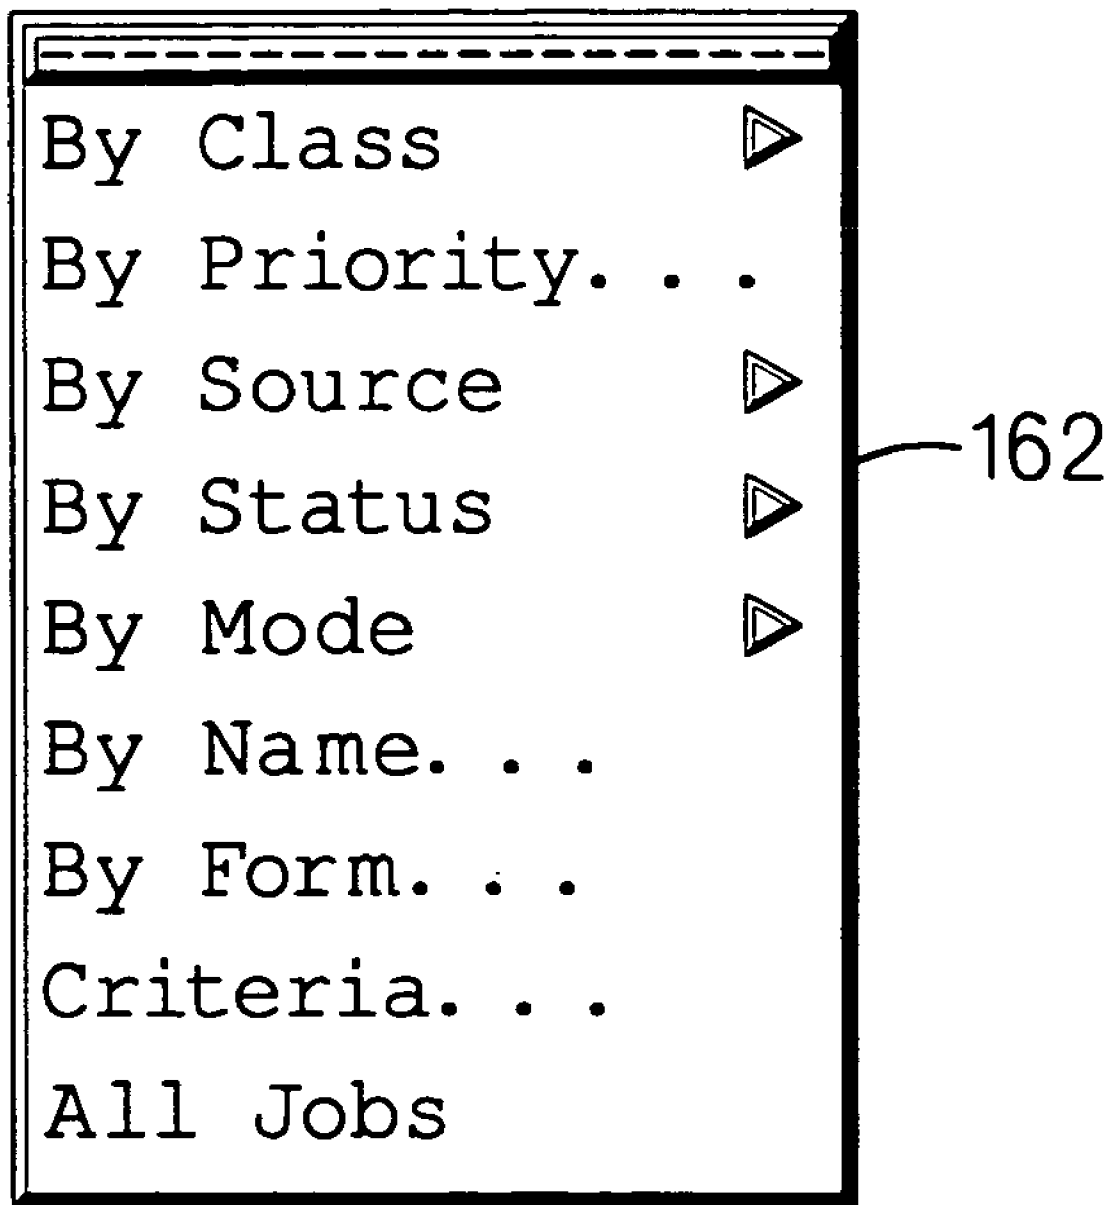 By Class
By Priority. . .
By Source
162
By Status
By Mode
By Name. . .
By Form. . .
Criteria. . .
All Jobs